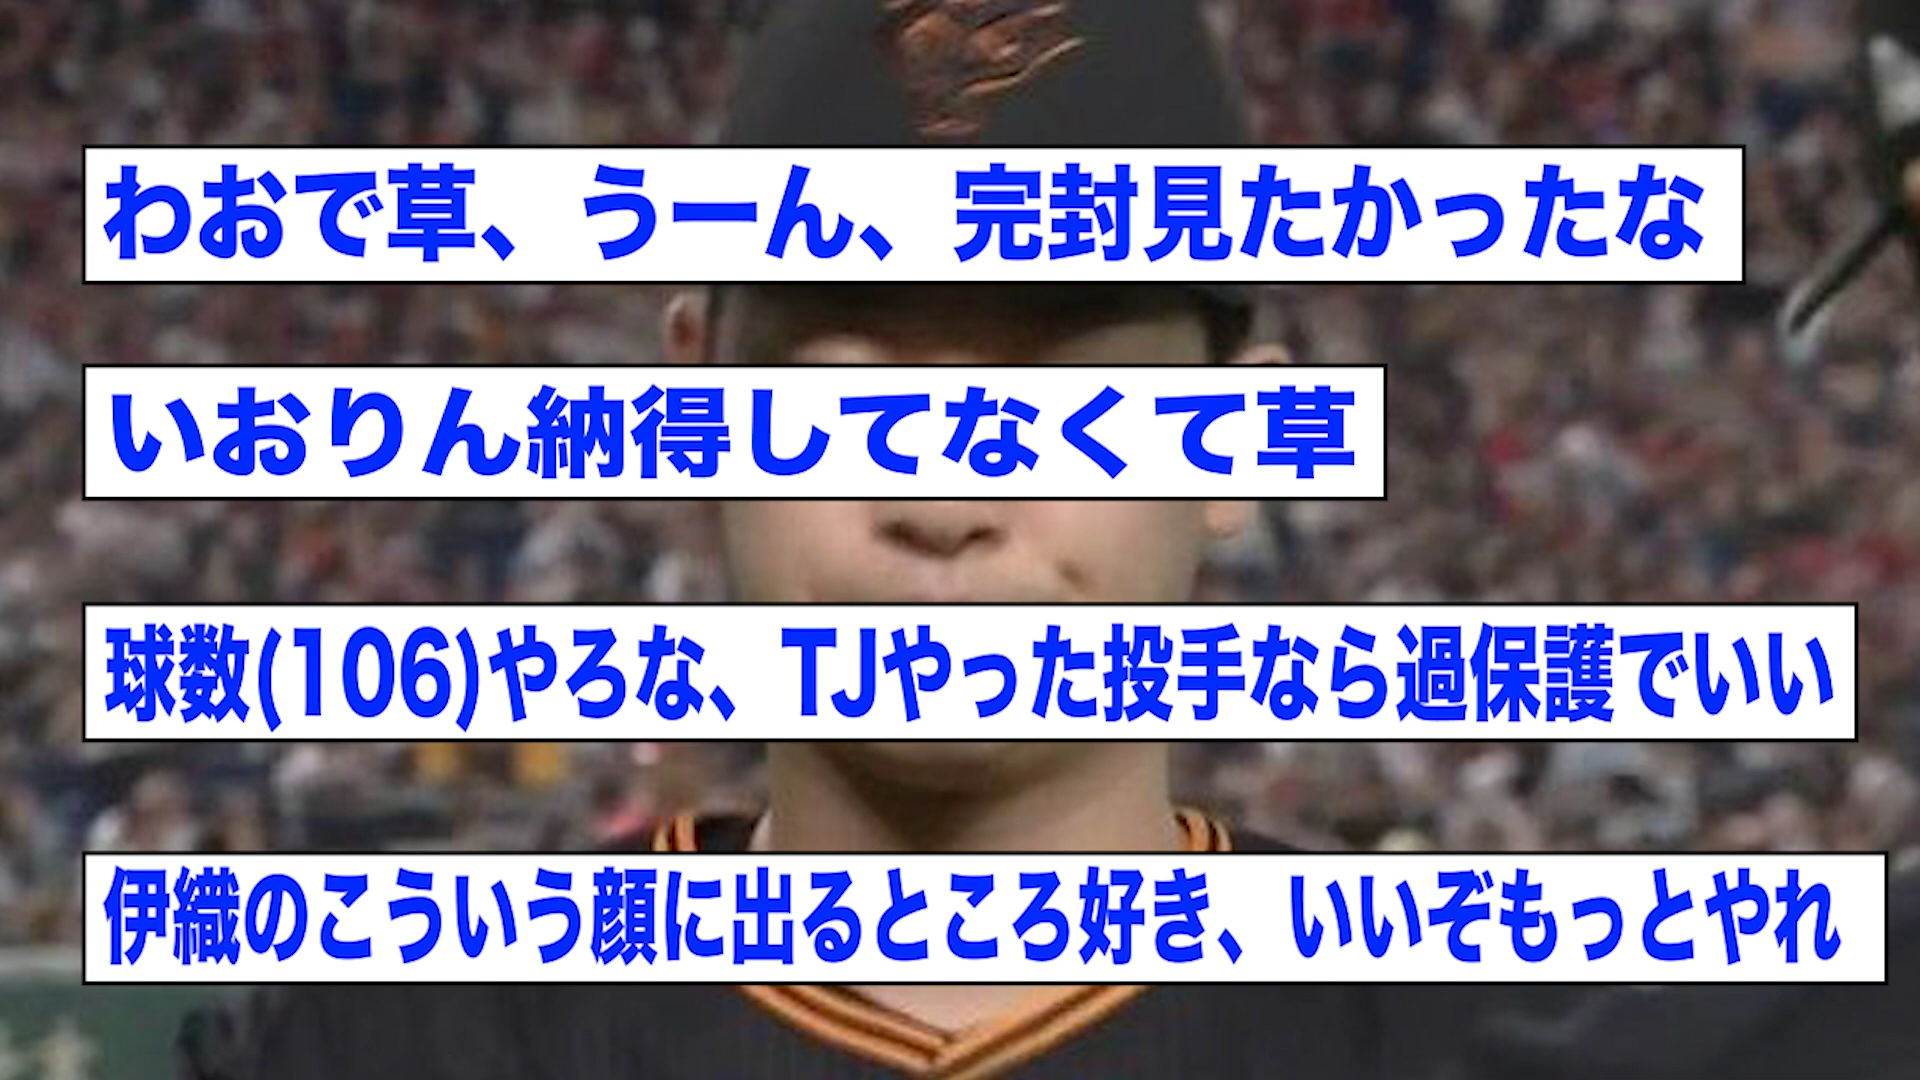 わおで草、うーん、完封見たかったな
いおりん納得してなくて草
球数(106)やろな、TJやった投手なら過保護でいい
伊織のこういう顔に出るところ好き、いいぞもっとやれ